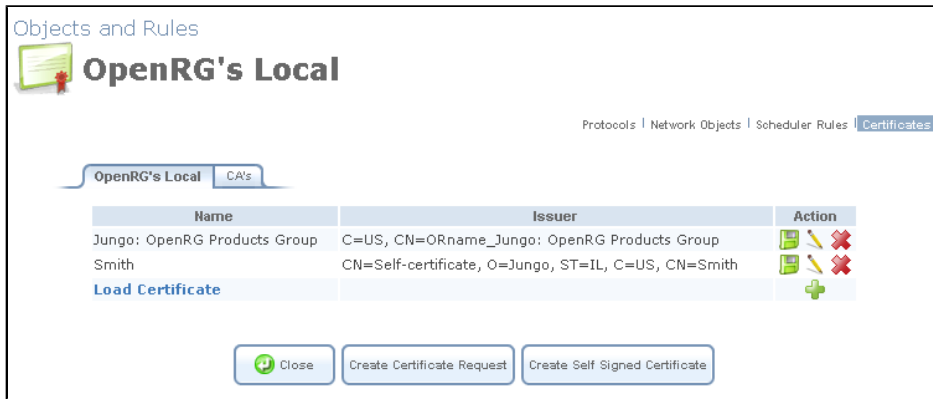 Objects and Rules
OpenRG's Local
Protocols | Network Objects | Scheduler Rules | Certificates
OpenRG's Local CA's
Name Issuer Action
Jungo: OpenRG Products Group C=US, CN=ORname_Jungo: OpenRG Products Group
Smith CN=Self-certificate, O=Jungo, ST=IL, C=US, CN=Smith
Load Certificate
Close Create Certificate Request Create Self Signed Certificate